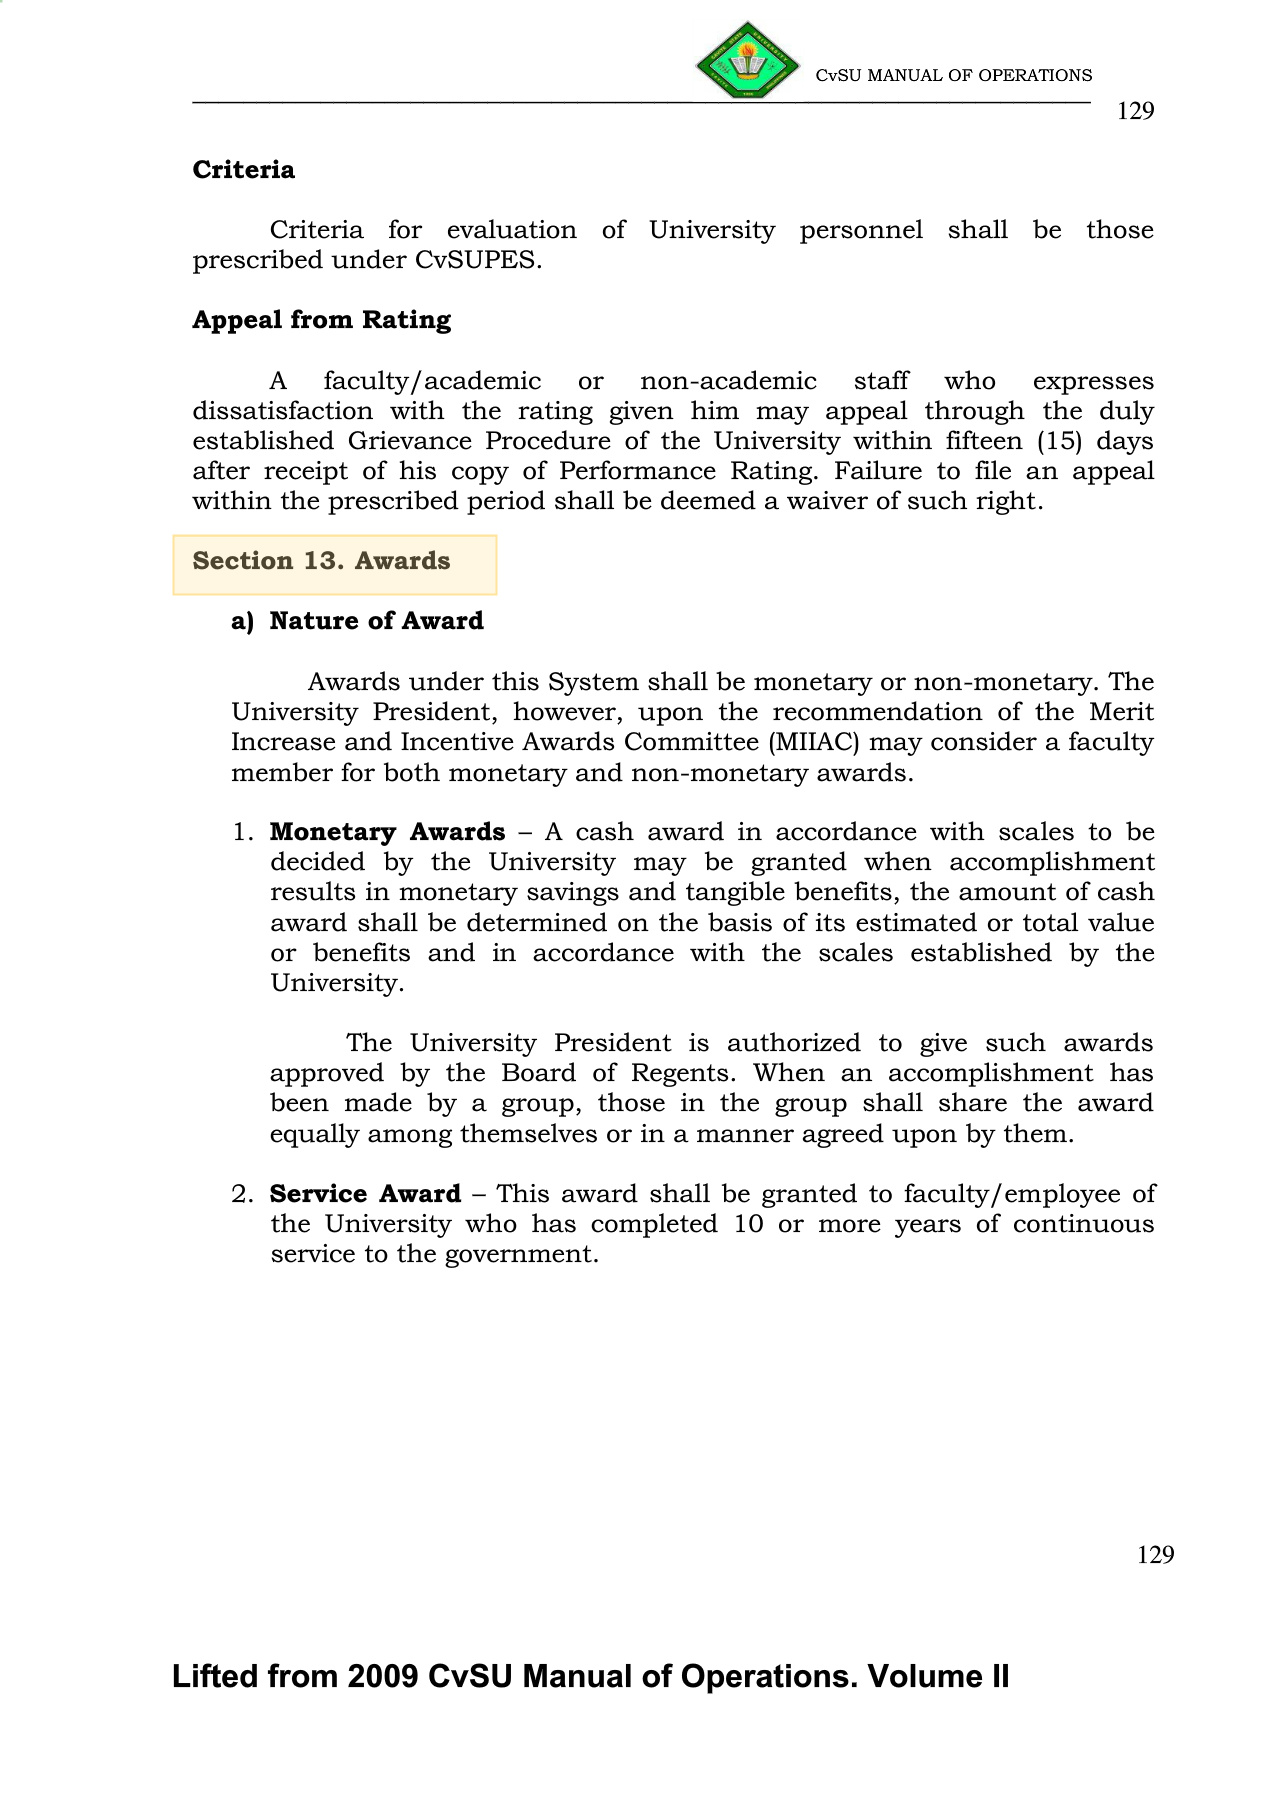 CvSU MANUAL OF OPERATIONS
129
Criteria
Criteria for evaluation of University personnel shall be those
prescribed under CvSUPES.
Appeal from Rating
A faculty/academic or non-academic staff who expresses
dissatisfaction with the rating given him may appeal through the duly
established Grievance Procedure of the University within fifteen (15) days
after receipt of his copy of Performance Rating. Failure to file an appeal
within the prescribed period shall be deemed a waiver of such right.
Section 13. Awards
a) Nature of Award
Awards under this System shall be monetary or non-monetary. The
University President, however, upon the recommendation of the Merit
Increase and Incentive Awards Committee (MIIAC) may consider a faculty
member for both monetary and non-monetary awards.
1. Monetary Awards – A cash award in accordance with scales to be
decided by the University may be granted when accomplishment
results in monetary savings and tangible benefits, the amount of cash
award shall be determined on the basis of its estimated or total value
or benefits and in accordance with the scales established by the
University.
The University President is authorized to give such awards
approved by the Board of Regents. When an accomplishment has
been made by a group, those in the group shall share the award
equally among themselves or in a manner agreed upon by them.
2. Service Award – This award shall be granted to faculty/employee of
the University who has completed 10 or more years of continuous
service to the government.
129
Lifted from 2009 CvSU Manual of Operations. Volume II